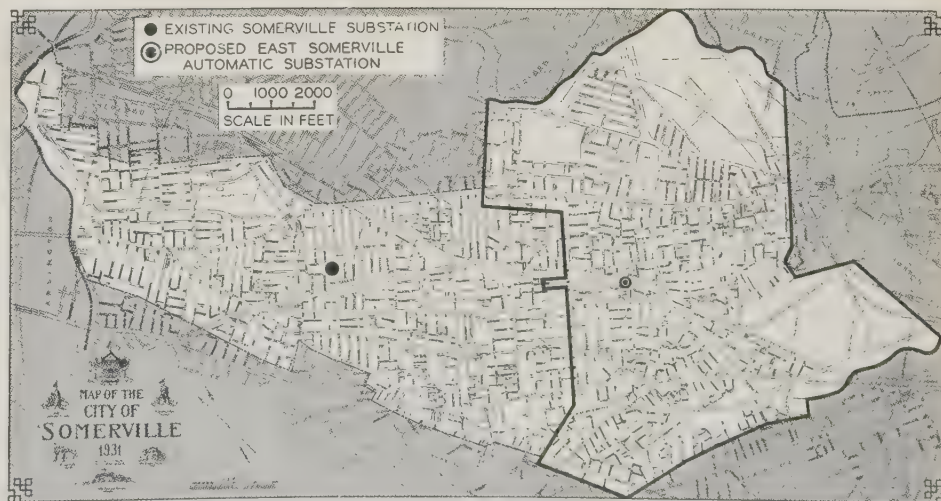 EXISTING SOMERVILLE SUBSTATION
PROPOSED EAST SOMERVILLE
AUTOMATIC SUBSTATION
0 1000 2000
SCALE IN FEET
ARLINGTON
MAP OF THE
CITY OF
SOMERVILLE
1931